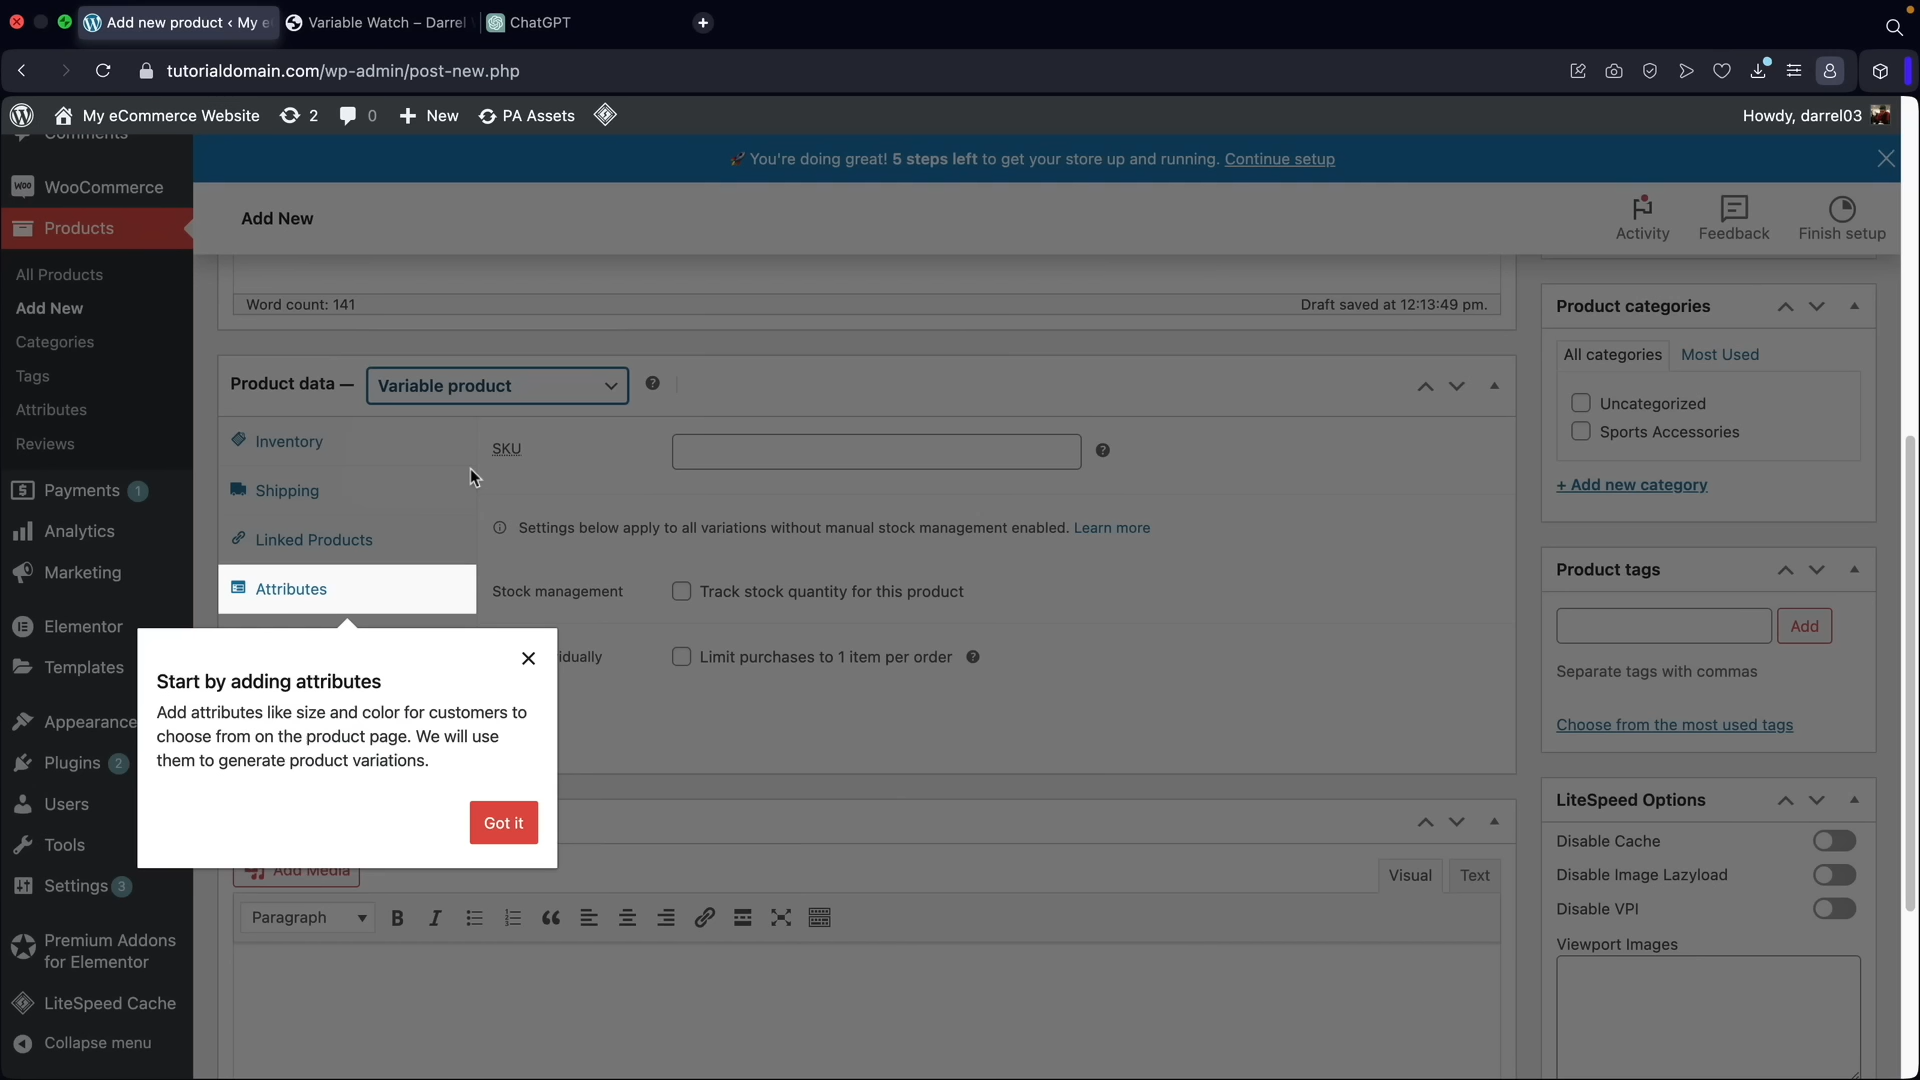 Add new product ‹ My e
Variable Watch – Darrel
ChatGPT
tutorialdomain.com/wp-admin/post-new.php
My eCommerce Website
2
0
New
PA Assets
Howdy, darrel03
Comments
🚀 You're doing great! 5 steps left to get your store up and running. Continue setup
WooCommerce
Products
All Products
Add New
Categories
Tags
Attributes
Reviews
Payments 1
Analytics
Marketing
Elementor
Templates
Appearance
Plugins 2
Users
Tools
Settings 3
Premium Addons
for Elementor
LiteSpeed Cache
Collapse menu
Add New
Activity
Feedback
Finish setup
Word count: 141
Draft saved at 12:13:49 pm.
Product data —
Variable product
Inventory
Shipping
Linked Products
Attributes
SKU
Settings below apply to all variations without manual stock management enabled. Learn more
Stock management
Track stock quantity for this product
idually
Limit purchases to 1 item per order
Start by adding attributes
Add attributes like size and color for customers to
choose from on the product page. We will use
them to generate product variations.
Got it
Add Media
Visual
Text
Paragraph
Product categories
All categories
Most Used
Uncategorized
Sports Accessories
+ Add new category
Product tags
Add
Separate tags with commas
Choose from the most used tags
LiteSpeed Options
Disable Cache
Disable Image Lazyload
Disable VPI
Viewport Images